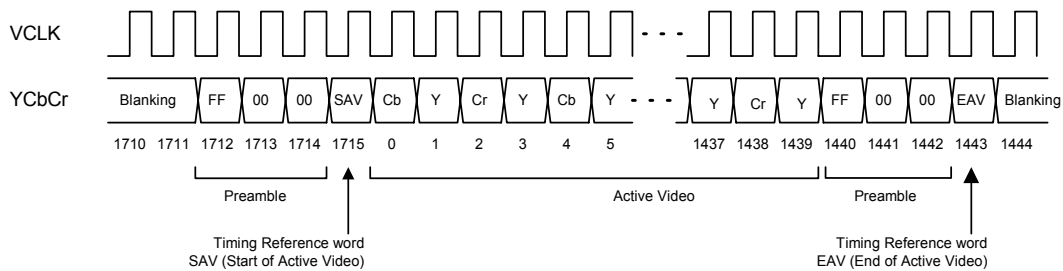 VCLK
YCbCr Blanking FF 00 00 SAV Cb Y Cr Y Cb Y Y Cr Y FF 00 00 EAV Blanking
1710 1711 1712 1713 1714 1715 0 1 2 3 4 5 1437 1438 1439 1440 1441 1442 1443 1444
Preamble Active Video Preamble
Timing Reference word Timing Reference word
SAV (Start of Active Video) EAV (End of Active Video)